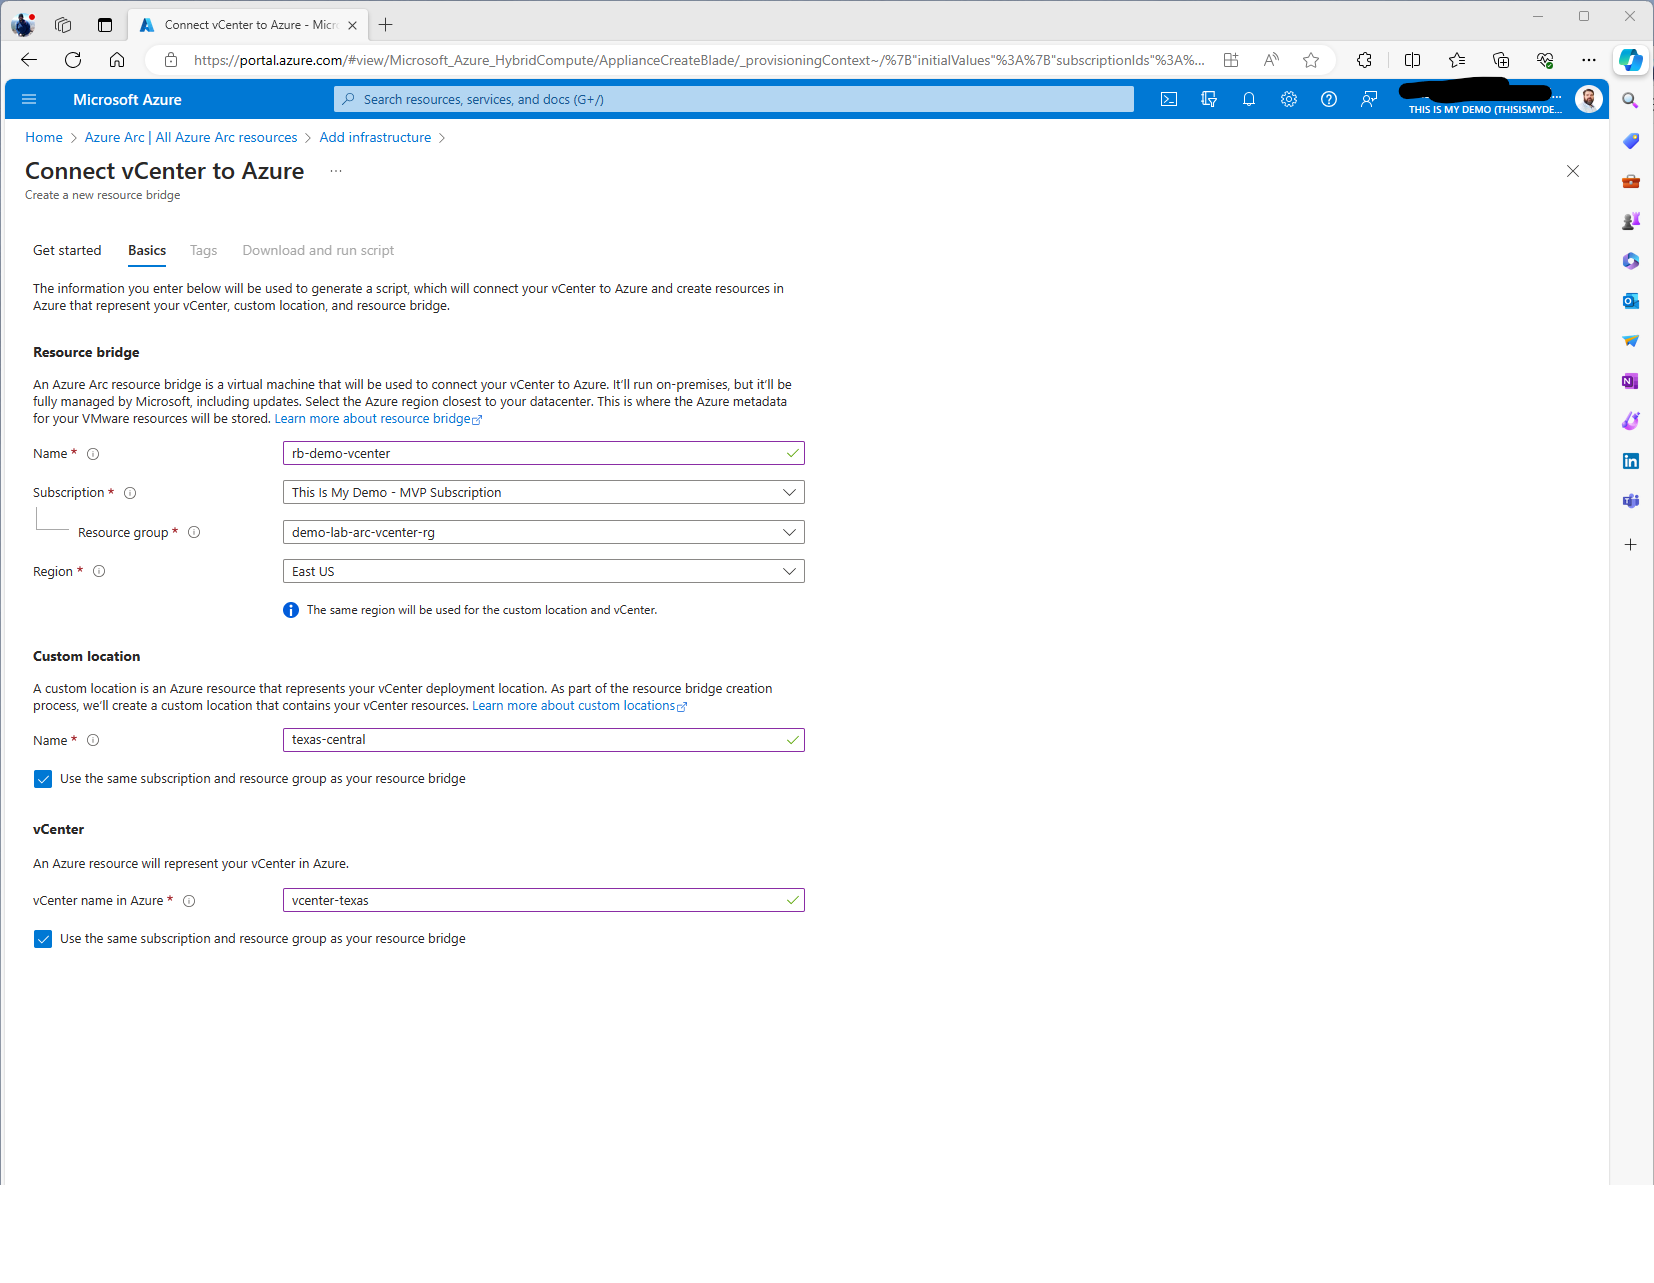 Connect vCenter to Azure - Micr
https://portal.azure.com/#view/Microsoft_Azure_HybridCompute/ApplianceCreateBlade/_provisioningContext~/%7B"initialValues"%3A%7B"subscriptionIds"%3A%...
Microsoft Azure
Search resources, services, and docs (G+/)
...
THIS IS MY DEMO (THISISMYDE...
Home > Azure Arc | All Azure Arc resources > Add infrastructure >
Connect vCenter to Azure ...
Create a new resource bridge
Get started Basics Tags Download and run script
The information you enter below will be used to generate a script, which will connect your vCenter to Azure and create resources in
Azure that represent your vCenter, custom location, and resource bridge.
Resource bridge
An Azure Arc resource bridge is a virtual machine that will be used to connect your vCenter to Azure. It'll run on-premises, but it'll be
fully managed by Microsoft, including updates. Select the Azure region closest to your datacenter. This is where the Azure metadata
for your VMware resources will be stored. Learn more about resource bridge
Name * rb-demo-vcenter
Subscription * This Is My Demo - MVP Subscription
Resource group * demo-lab-arc-vcenter-rg
Region * East US
The same region will be used for the custom location and vCenter.
Custom location
A custom location is an Azure resource that represents your vCenter deployment location. As part of the resource bridge creation
process, we'll create a custom location that contains your vCenter resources. Learn more about custom locations
Name * texas-central
Use the same subscription and resource group as your resource bridge
vCenter
An Azure resource will represent your vCenter in Azure.
vCenter name in Azure * vcenter-texas
Use the same subscription and resource group as your resource bridge